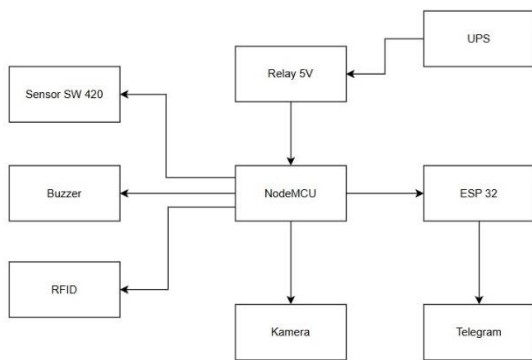 UPS
Relay 5V
Sensor SW 420
Buzzer
NodeMCU
ESP 32
RFID
Kamera
Telegram